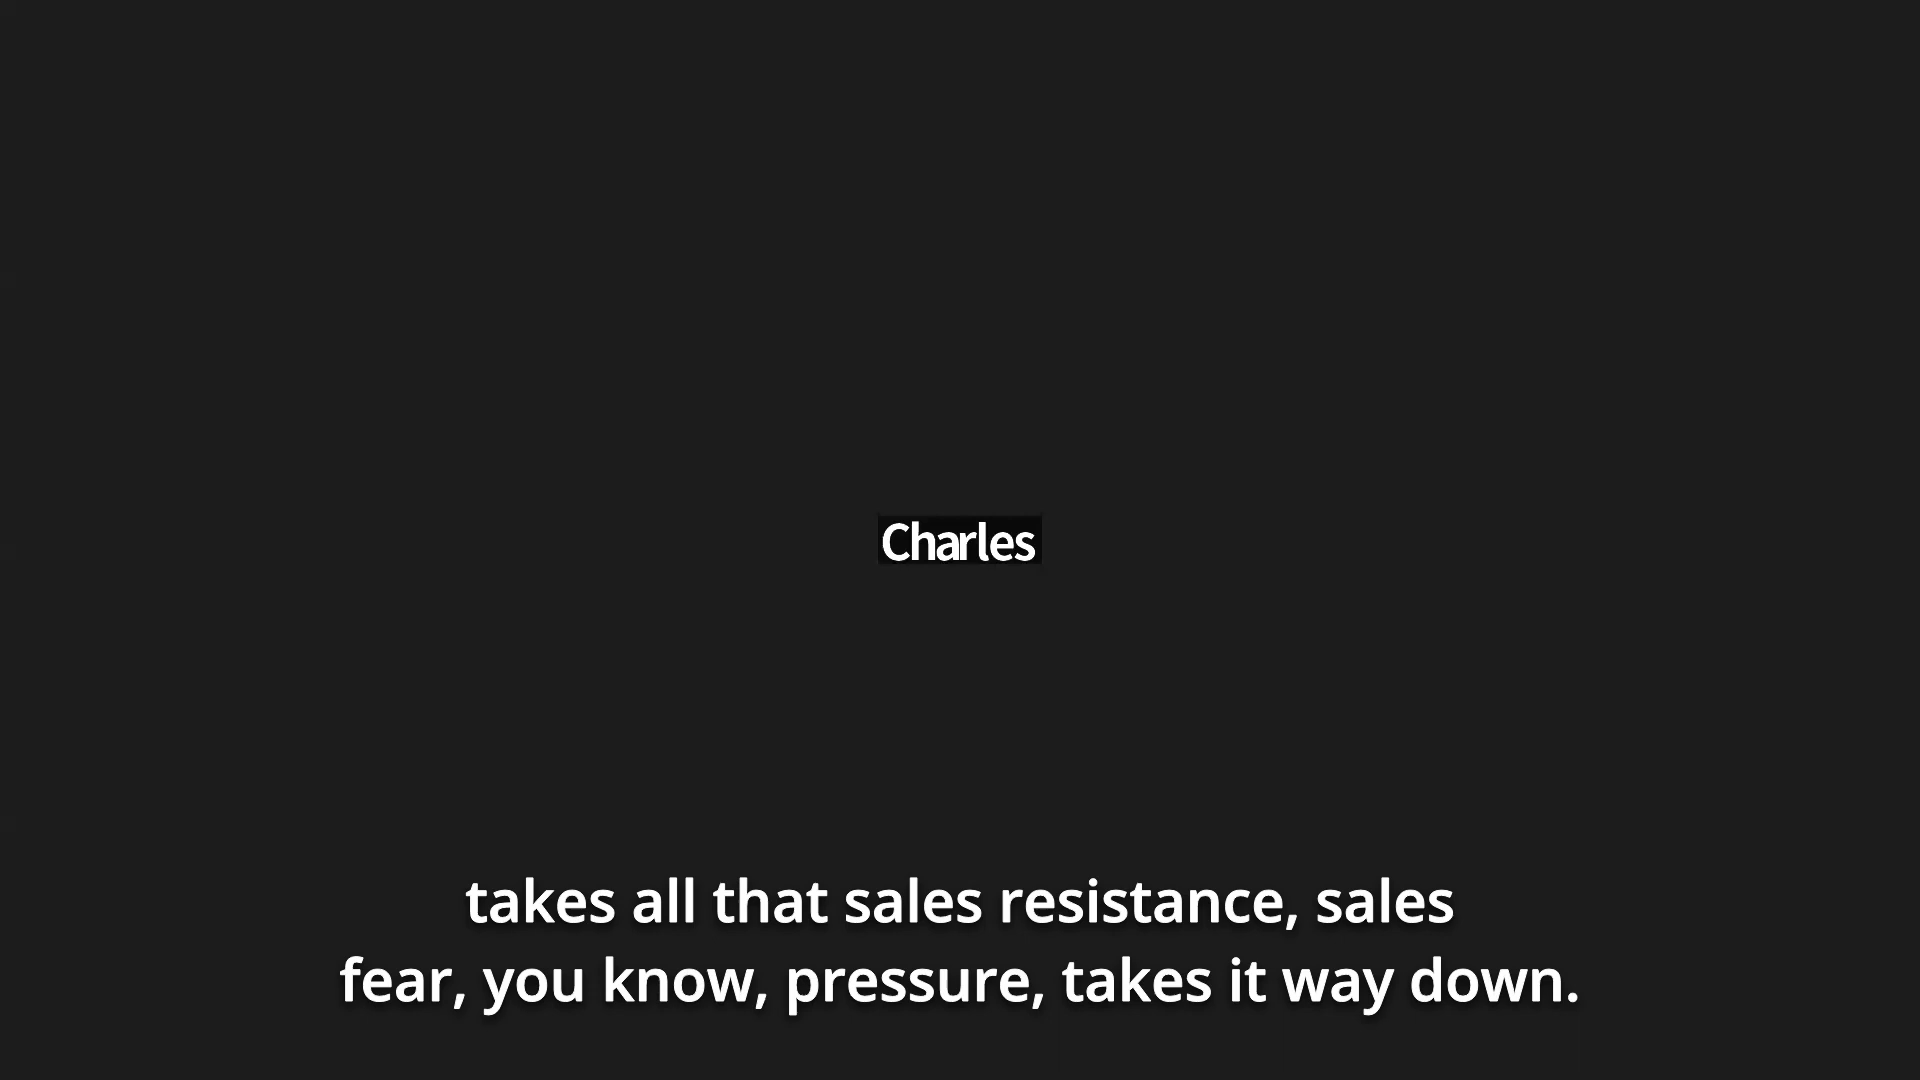 Charles
takes all that sales resistance, sales
fear, you know, pressure, takes it way down.